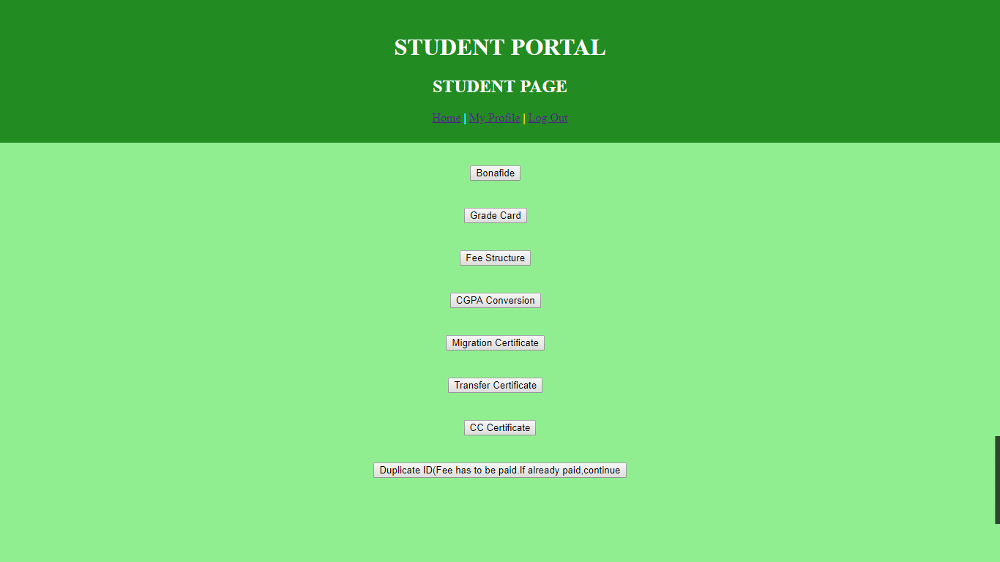 STUDENT PORTAL
STUDENT PAGE
Home | My Profile | Log Out
Bonafide
Grade Card
Fee Structure
CGPA Conversion
Migration Certificate
Transfer Certificate
CC Certificate
Duplicate ID(Fee has to be paid.If already paid,continue